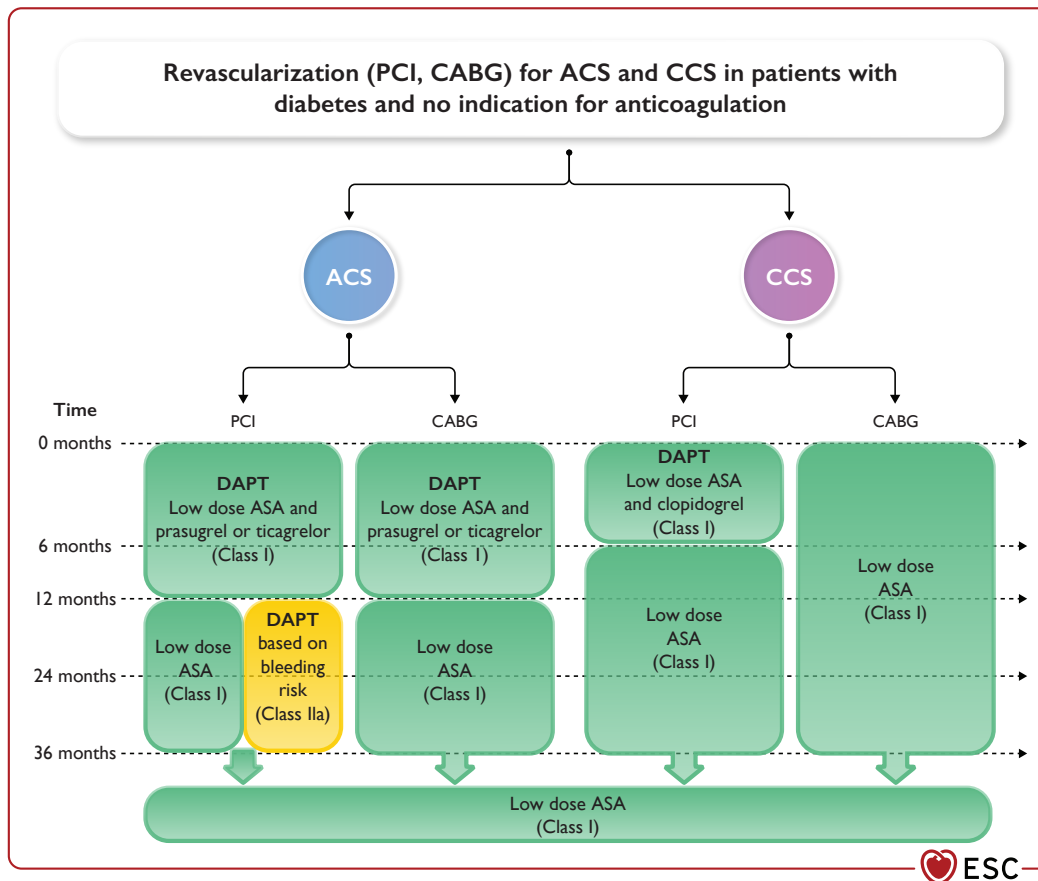 Revascularization (PCI, CABG) for ACS and CCS in patients with
diabetes and no indication for anticoagulation
ACS
CCS
Time
PCI
CABG
PCI
CABG
0 months
DAPT
Low dose ASA and
prasugrel or ticagrelor
(Class I)
DAPT
Low dose ASA and
prasugrel or ticagrelor
(Class 1)
DAPT
Low dose ASA
and clopidogrel
(Class I)
Low dose
ASA
(Class I)
6 months
Low dose
ASA
(Class I)
12 months
Low dose
ASA
(Class I)
DAPT
based on
bleeding
risk
(Class IIa)
Low dose
ASA
(Class I)
24 months
36 months
Low dose ASA
(Class I)
ESC